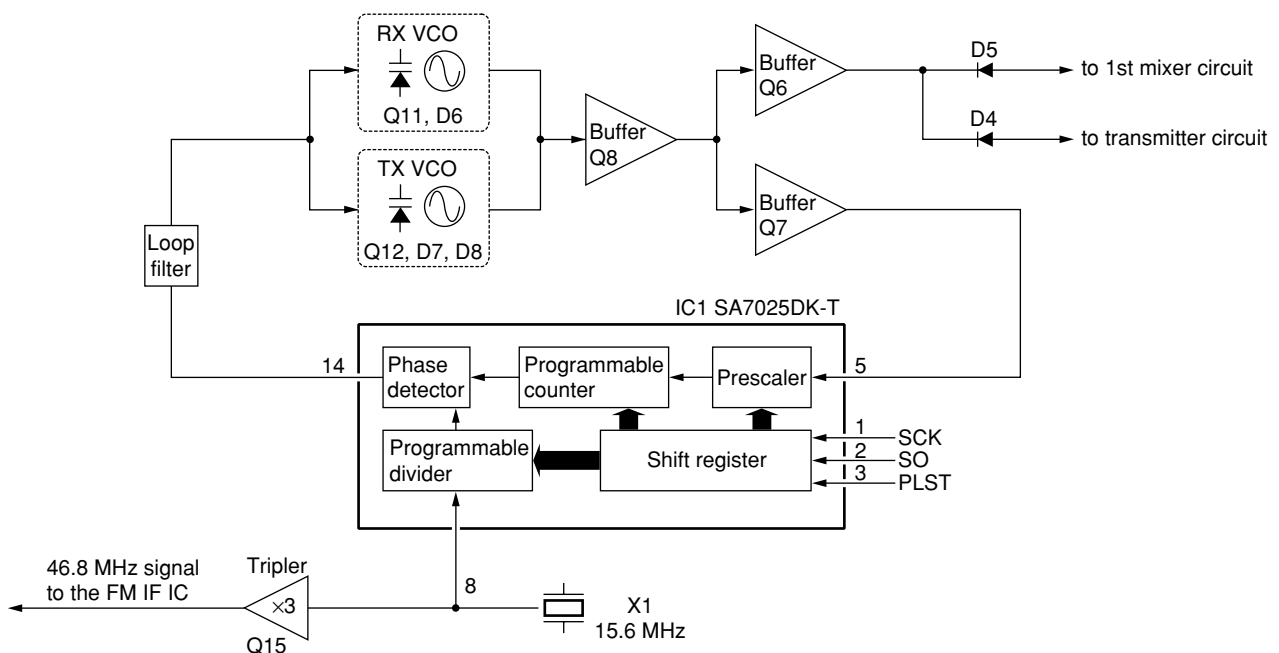 RX VCO
Q11, D6
TX VCO
Q12, D7, D8
Buffer
Q8
Buffer
Q6
Buffer
Q7
D5
to 1st mixer circuit
D4
to transmitter circuit
Loop
filter
IC1 SA7025DK-T
14
Phase
detector
Programmable
counter
Prescaler
5
Programmable
divider
Shift register
1
SCK
2
SO
3
PLST
46.8 MHz signal
to the FM IF IC
Tripler
×3
Q15
8
X1
15.6 MHz